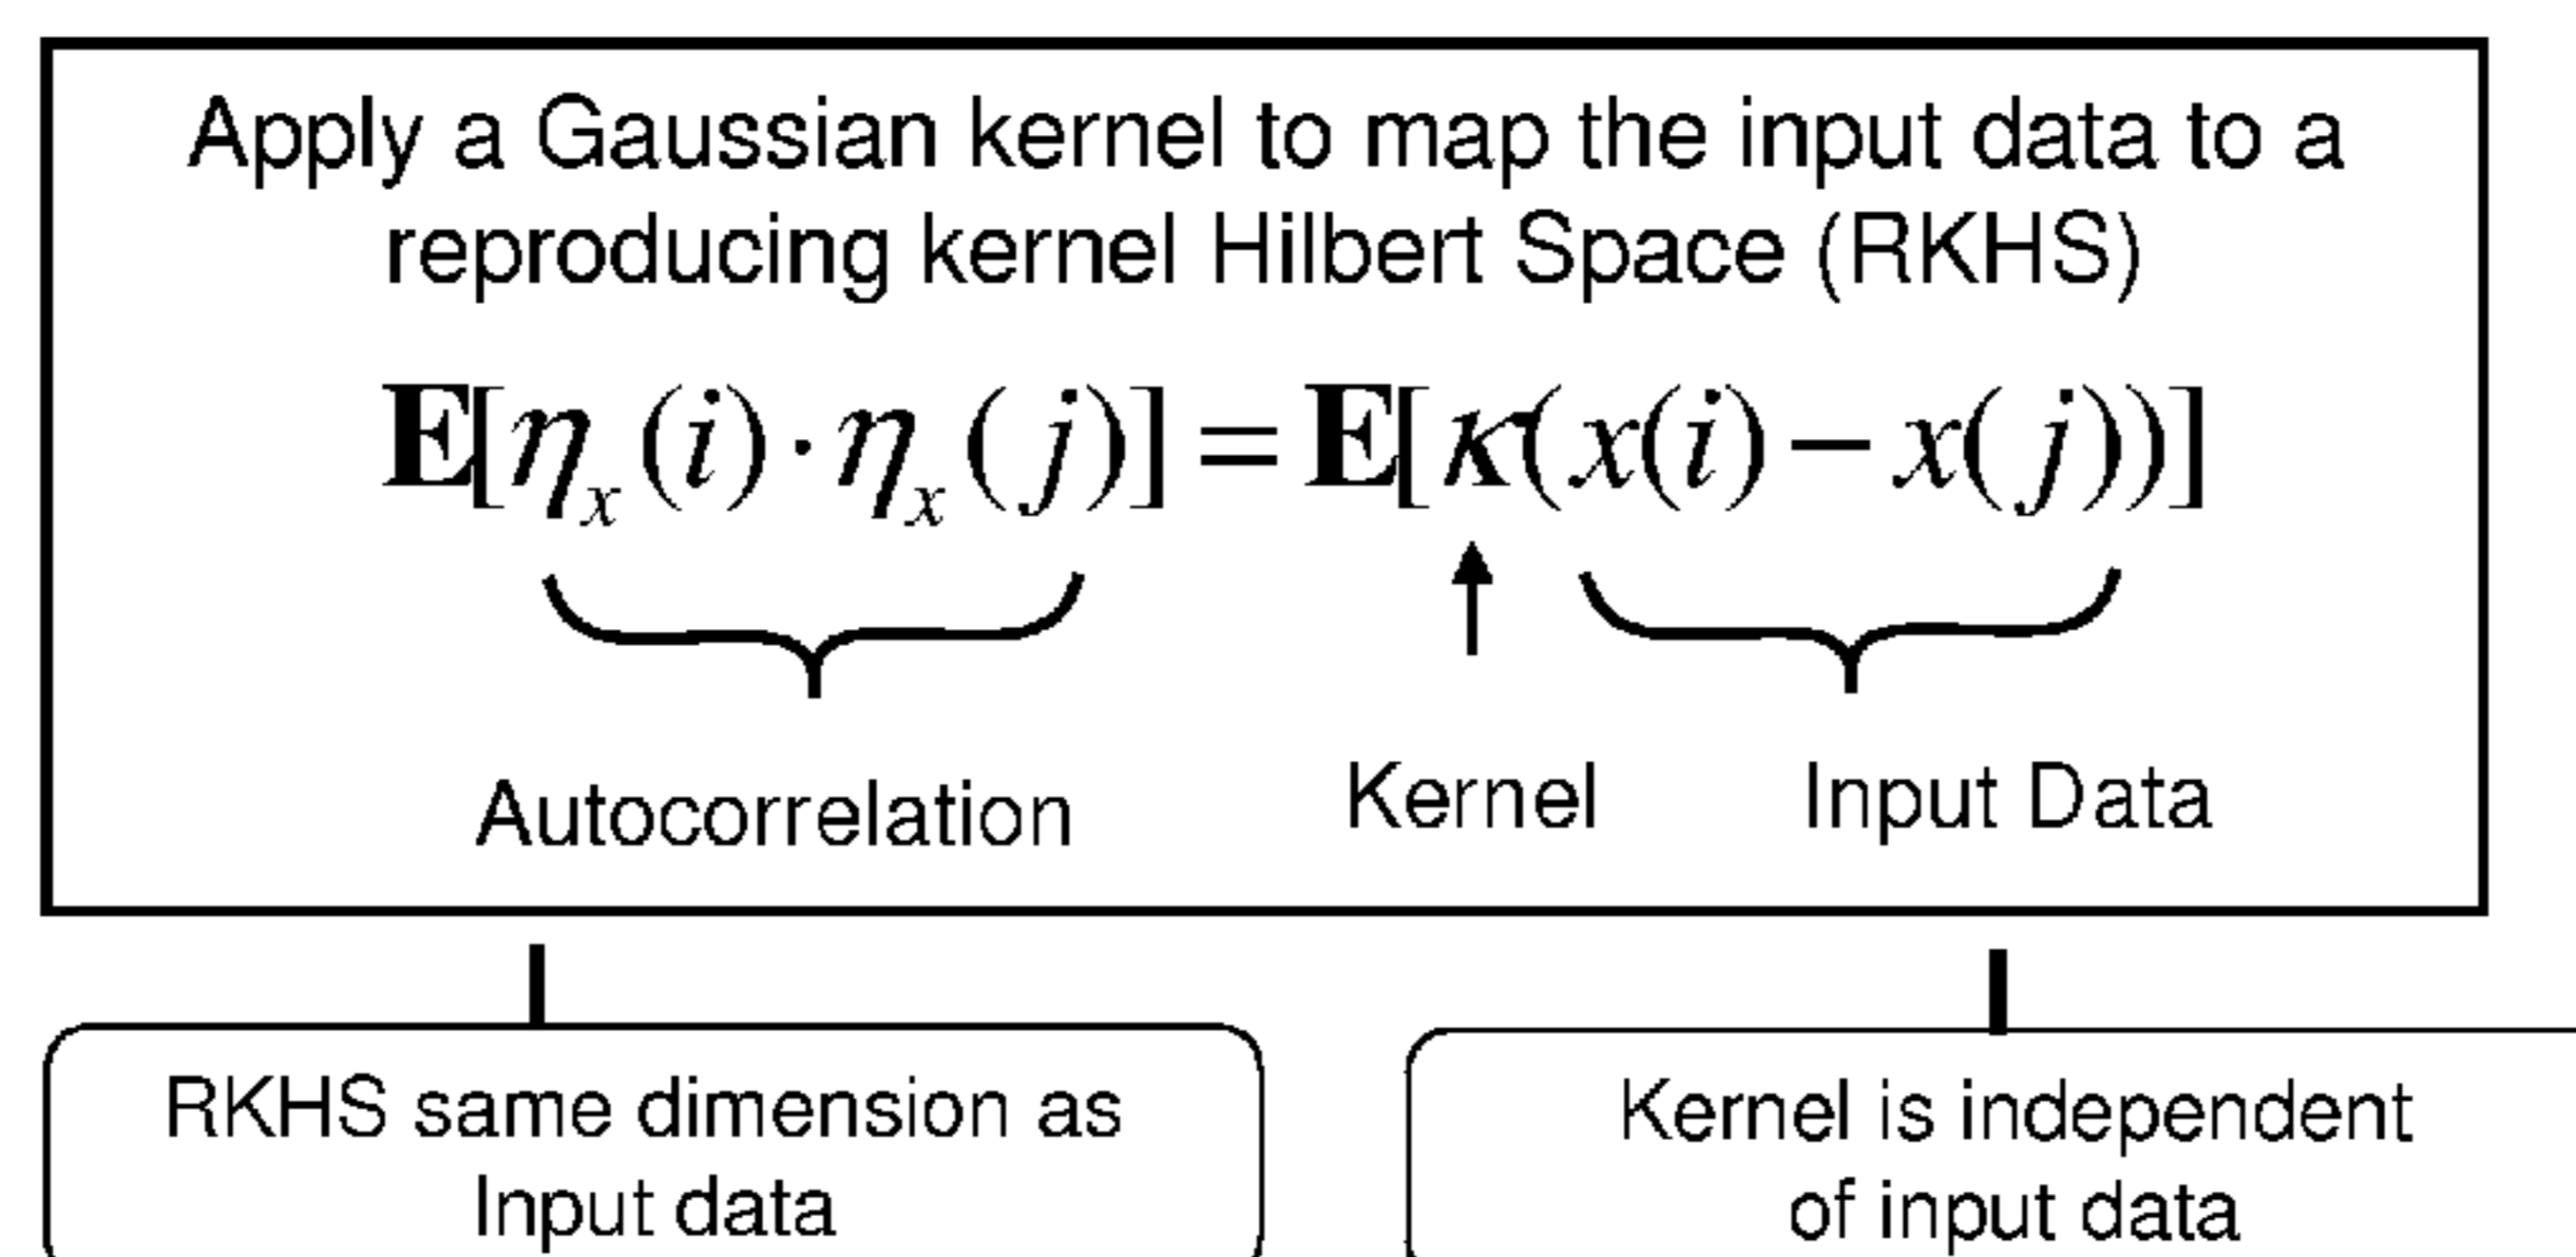 Apply a Gaussian kernel to map the input data to a
reproducing kernel Hilbert Space (RKHS)
E[ηₓ(i)·ηₓ(j)] = E[κ(x(i)−x(j))]
Autocorrelation
Kernel
Input Data
RKHS same dimension as
Input data
Kernel is independent
of input data